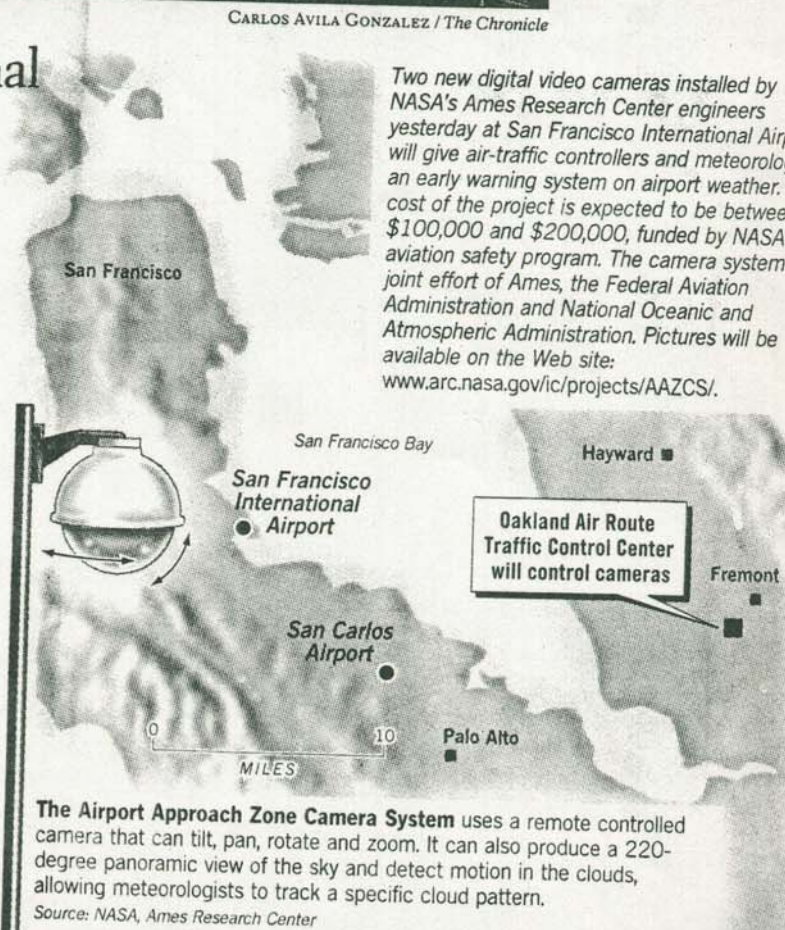 CARLOS AVILA GONZALEZ / The Chronicle
Two new digital video cameras installed by
NASA's Ames Research Center engineers
yesterday at San Francisco International Air
will give air-traffic controllers and meteorolo
an early warning system on airport weather.
cost of the project is expected to be betwee
$100,000 and $200,000, funded by NASA
aviation safety program. The camera system
joint effort of Ames, the Federal Aviation
Administration and National Oceanic and
Atmospheric Administration. Pictures will be
available on the Web site:
www.arc.nasa.gov/ic/projects/AAZCS/.
San Francisco
San Francisco Bay
Hayward
San Francisco
International
Airport
Oakland Air Route
Traffic Control Center
will control cameras
Fremont
San Carlos
Airport
0 10
MILES
Palo Alto
The Airport Approach Zone Camera System uses a remote controlled
camera that can tilt, pan, rotate and zoom. It can also produce a 220-
degree panoramic view of the sky and detect motion in the clouds,
allowing meteorologists to track a specific cloud pattern.
Source: NASA, Ames Research Center